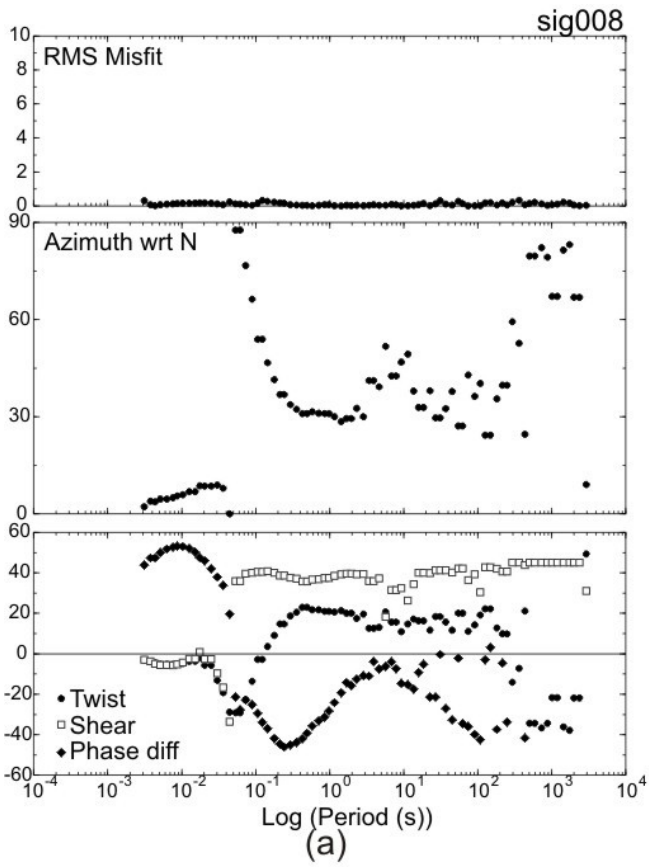 sig008
10
RMS Misfit
8
6
4
2
0
90
Azimuth wrt N
60
30
0
60
40
20
0
-20
Twist
Shear
-40
Phase diff
-60
10^-4 10^-3 10^-2 10^-1 10^0 10^1 10^2 10^3 10^4
Log (Period (s))
(a)